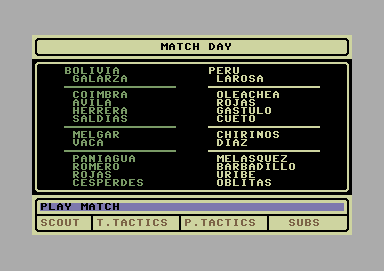 MATCH DAY
BOLIVIA PERU
GALARZA LAROSA
COIMBRA OLEACHEA
AVILA ROJAS
HERRERA GASTULO
SALDIAS CUETO
MELGAR CHIRINOS
VACA DIAZ
PANIAGUA MELASQUEZ
ROMERO BARBADILLO
ROJAS URIBE
CESPERDES OBLITAS
PLAY MATCH
SCOUT T.TACTICS P.TACTICS SUBS